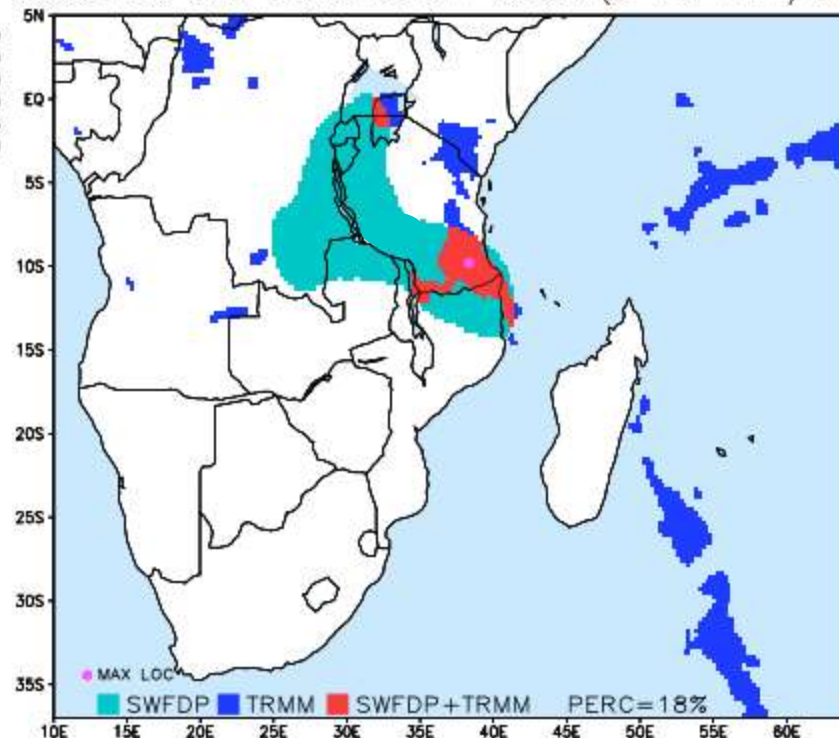 5N
EQ
5S
10S
15S
20S
25S
30S
35S
MAX LOC
SWFDP TRMM SWFDP+TRMM PERC=18%
10E 15E 20E 25E 30E 35E 40E 45E 50E 55E 60E